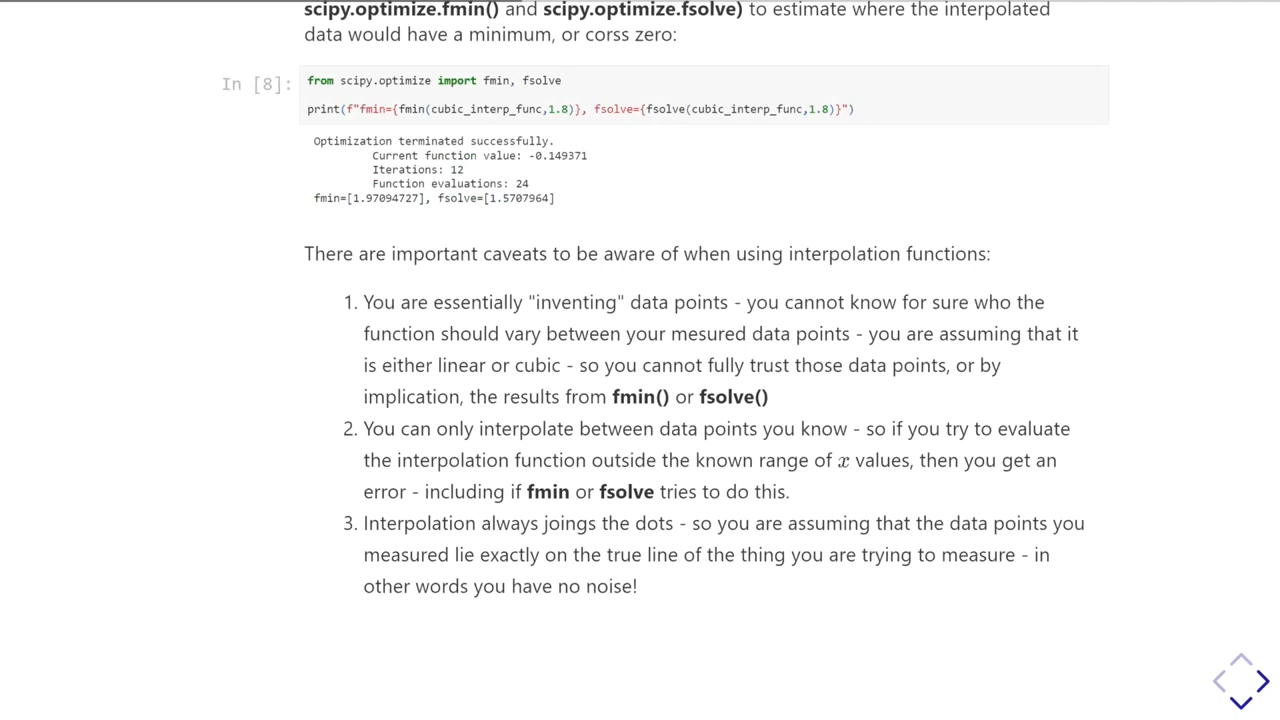 scipy.optimize.fmin() and scipy.optimize.fsolve) to estimate where the interpolated
data would have a minimum, or corss zero:
In [8]:
from scipy.optimize import fmin, fsolve
print(f"fmin={fmin(cubic_interp_func,1.8)}, fsolve={fsolve(cubic_interp_func,1.8)}")
Optimization terminated successfully.
Current function value: -0.149371
Iterations: 12
Function evaluations: 24
fmin=[1.97094727], fsolve=[1.5707964]
There are important caveats to be aware of when using interpolation functions:
1. You are essentially "inventing" data points - you cannot know for sure who the
function should vary between your mesured data points - you are assuming that it
is either linear or cubic - so you cannot fully trust those data points, or by
implication, the results from fmin() or fsolve()
2. You can only interpolate between data points you know - so if you try to evaluate
the interpolation function outside the known range of x values, then you get an
error - including if fmin or fsolve tries to do this.
3. Interpolation always joings the dots - so you are assuming that the data points you
measured lie exactly on the true line of the thing you are trying to measure - in
other words you have no noise!